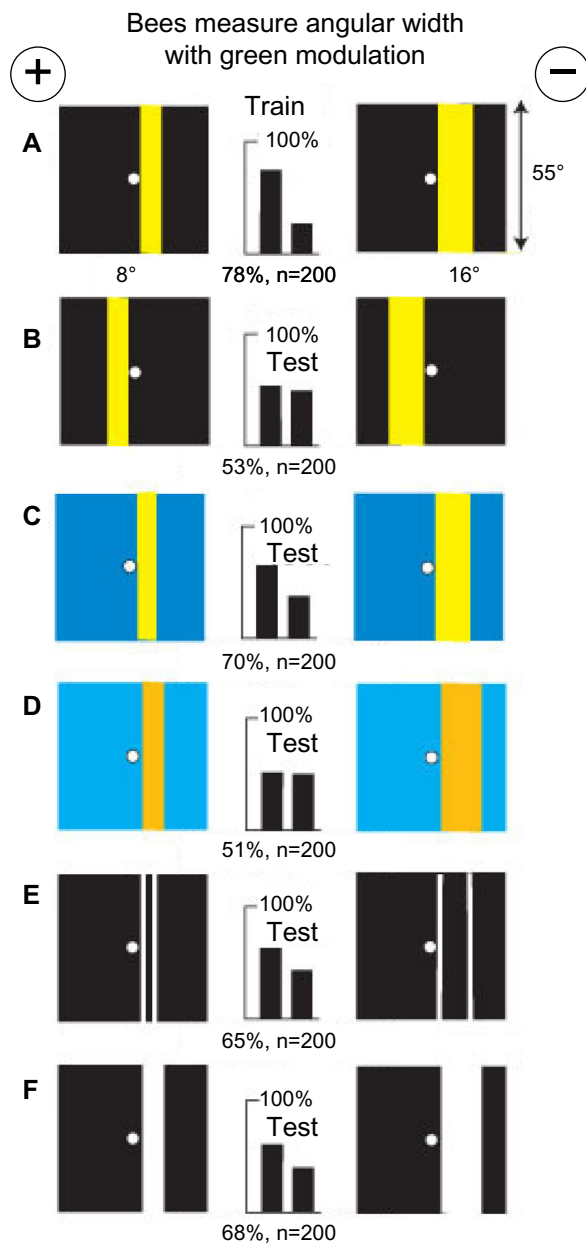 Bees measure angular width
with green modulation
+
−
Train
A
100%
55°
8°
78%, n=200
16°
B
100%
Test
53%, n=200
C
100%
Test
70%, n=200
D
100%
Test
51%, n=200
E
100%
Test
65%, n=200
F
100%
Test
68%, n=200